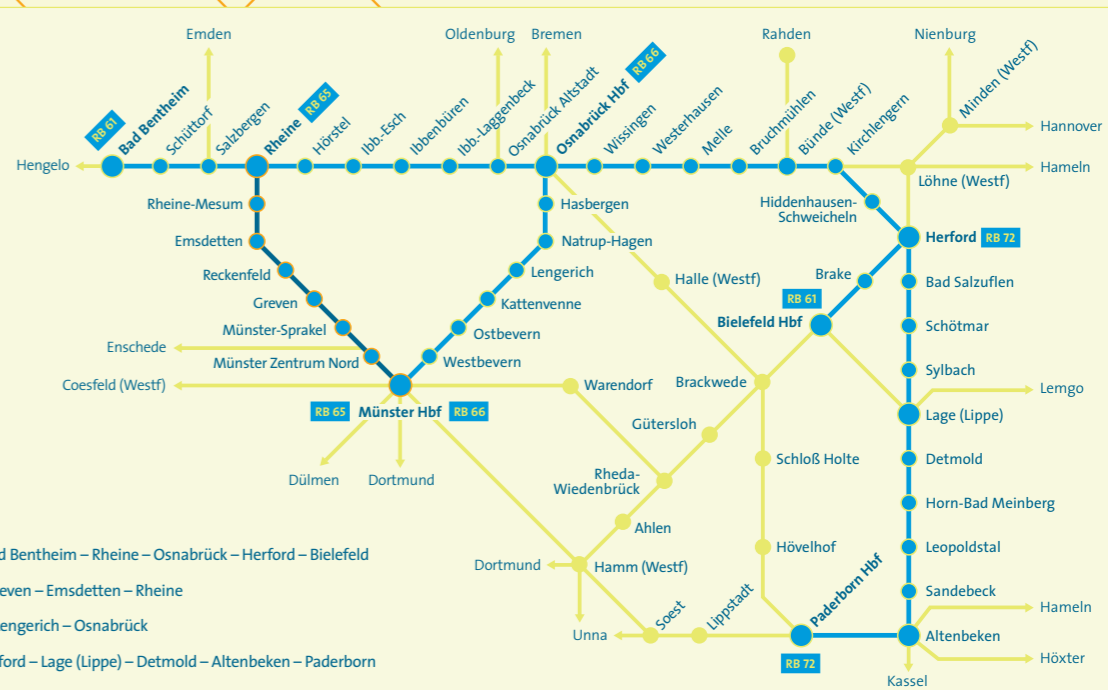 Emden
Oldenburg
Bremen
Rahden
Nienburg
RB 61
Bad Bentheim
Schüttorf
Salzbergen
Rheine
RB 65
Hörstel
Ibb-Esch
Ibbenbüren
Ibb-Laggenbeck
Osnabrück Altstadt
Osnabrück Hbf
RB 66
Wissingen
Westerhausen
Melle
Bruchmühlen
Bünde (Westf)
Kirchlengern
Minden (Westf)
Hannover
Hengelo
Hameln
Löhne (Westf)
Rheine-Mesum
Hasbergen
Hiddenhausen-
Schweicheln
Emsdetten
Natrup-Hagen
Herford
RB 72
Reckenfeld
Lengerich
Halle (Westf)
Brake
Bad Salzuflen
Greven
Kattenvenne
RB 61
Bielefeld Hbf
Münster-Sprakel
Ostbevern
Schötmar
Enschede
Münster Zentrum Nord
Westbevern
Sylbach
Coesfeld (Westf)
Warendorf
Brackwede
Lemgo
RB 65
Münster Hbf
RB 66
Gütersloh
Lage (Lippe)
Dülmen
Dortmund
Rheda-
Wiedenbrück
Schloß Holte
Detmold
Horn-Bad Meinberg
Ahlen
d Bentheim – Rheine – Osnabrück – Herford – Bielefeld
Dortmund
Hamm (Westf)
Hövelhof
Leopoldstal
even – Emsdetten – Rheine
Sandebeck
engerich – Osnabrück
Unna
Soest
Lippstadt
Paderborn Hbf
RB 72
Altenbeken
Hameln
Höxter
ford – Lage (Lippe) – Detmold – Altenbeken – Paderborn
Kassel